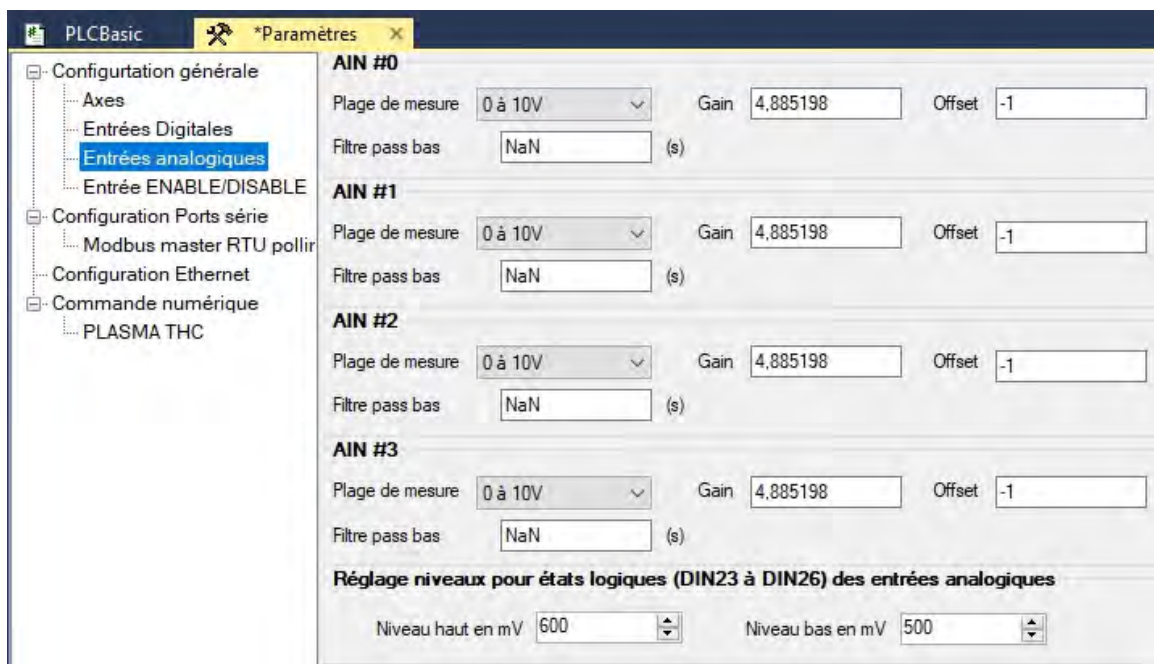 PLCBasic *Paramètres ×
Configurtation générale
Axes
Entrées Digitales
Entrées analogiques
Entrée ENABLE/DISABLE
Configuration Ports série
Modbus master RTU pollir
Configuration Ethernet
Commande numérique
PLASMA THC
AIN #0
Plage de mesure 0 à 10V Gain 4,885198 Offset -1
Filtre pass bas NaN (s)
AIN #1
Plage de mesure 0 à 10V Gain 4,885198 Offset -1
Filtre pass bas NaN (s)
AIN #2
Plage de mesure 0 à 10V Gain 4,885198 Offset -1
Filtre pass bas NaN (s)
AIN #3
Plage de mesure 0 à 10V Gain 4,885198 Offset -1
Filtre pass bas NaN (s)
Réglage niveaux pour états logiques (DIN23 à DIN26) des entrées analogiques
Niveau haut en mV 600 Niveau bas en mV 500